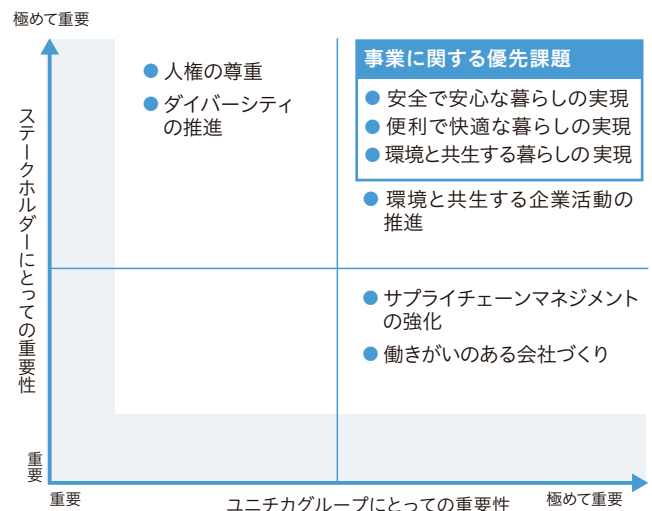 極めて重要
ステークホルダーにとっての重要性
重要
● 人権の尊重
● ダイバーシティ
の推進
事業に関する優先課題
● 安全で安心な暮らしの実現
● 便利で快適な暮らしの実現
● 環境と共生する暮らしの実現
● 環境と共生する企業活動の
推進
● サプライチェーンマネジメント
の強化
● 働きがいのある会社づくり
重要
ユニチカグループにとっての重要性
極めて重要